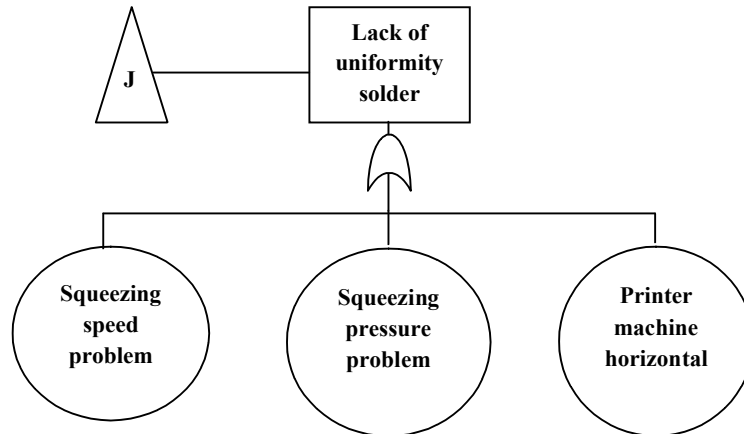 J
Lack of
uniformity
solder
Squeezing
speed
problem
Squeezing
pressure
problem
Printer
machine
horizontal